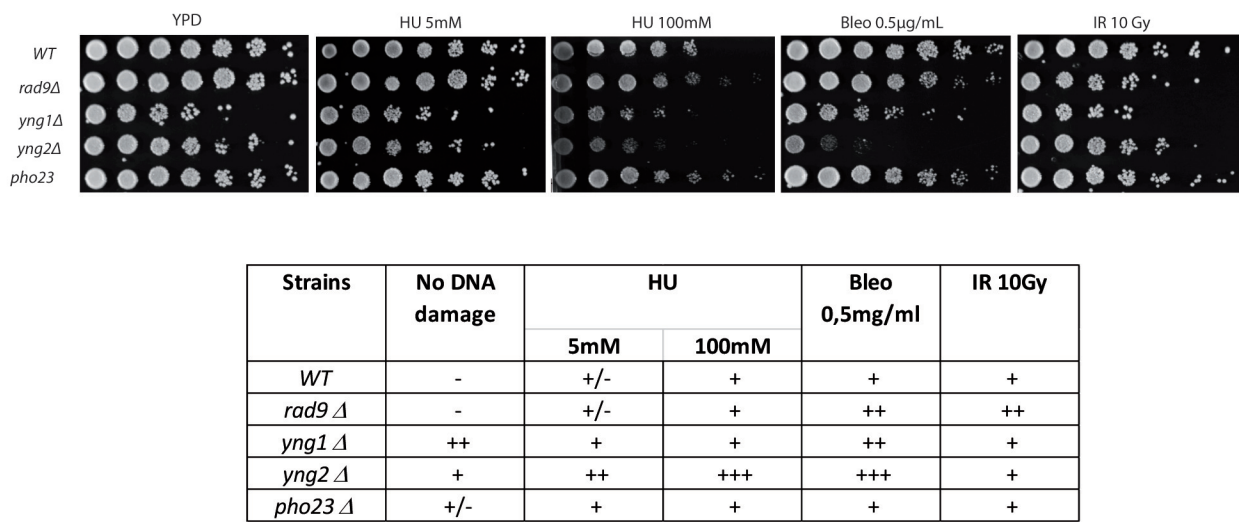 YPD HU 5mM HU 100mM Bleo 0.5µg/mL IR 10 Gy
WT
rad9Δ
yng1Δ
yng2Δ
pho23
Strains No DNA damage HU Bleo 0,5mg/ml IR 10Gy
5mM 100mM
WT - +/- + + +
rad9 Δ - +/- + ++ ++
yng1 Δ ++ + + ++ +
yng2 Δ + ++ +++ +++ +
pho23 Δ +/- + + + +